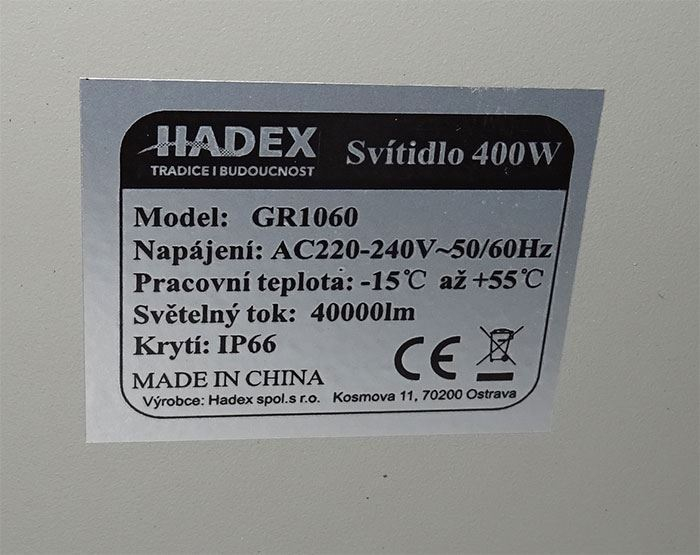 HADEX Svítidlo 400W
TRADICE I BUDOUCNOST
Model: GR1060
Napájení: AC220-240V~50/60Hz
Pracovní teplota: -15℃ až +55℃
Světelný tok: 40000lm
Krytí: IP66
CE
MADE IN CHINA
Výrobce: Hadex spol.s r.o. Kosmova 11, 70200 Ostrava